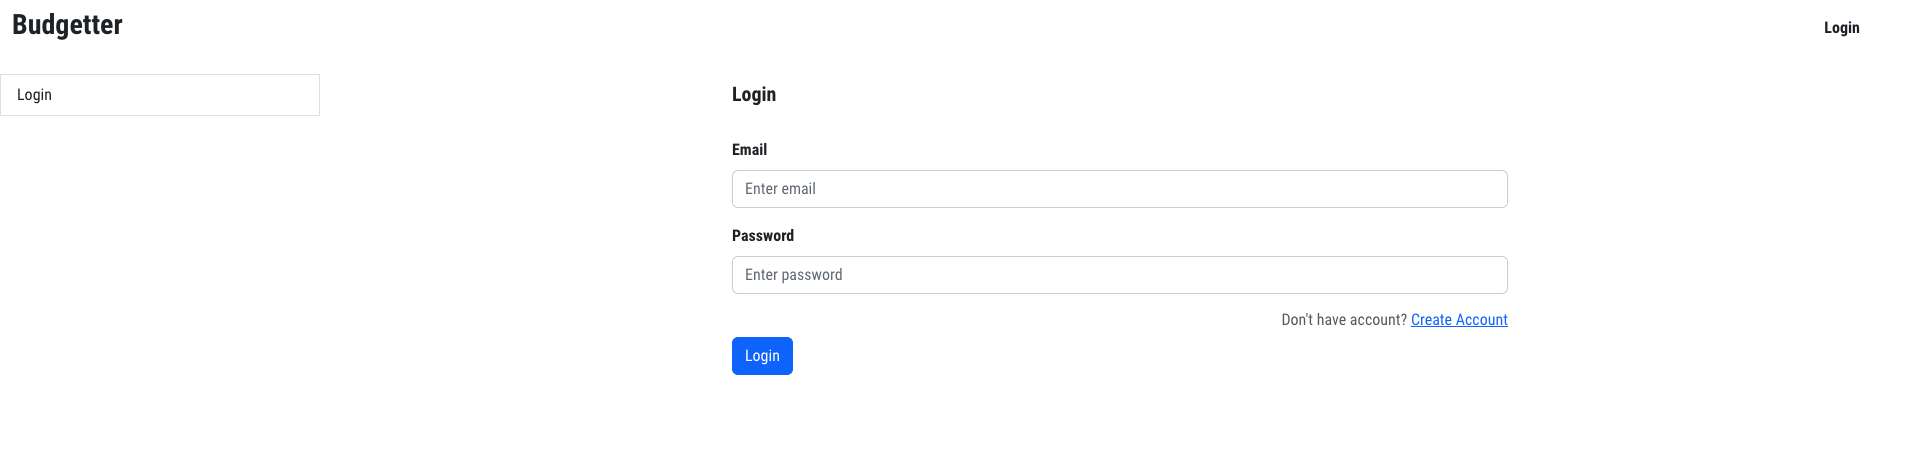 Budgetter
Login
Login
Login
Email
Enter email
Password
Enter password
Don't have account? Create Account
Login